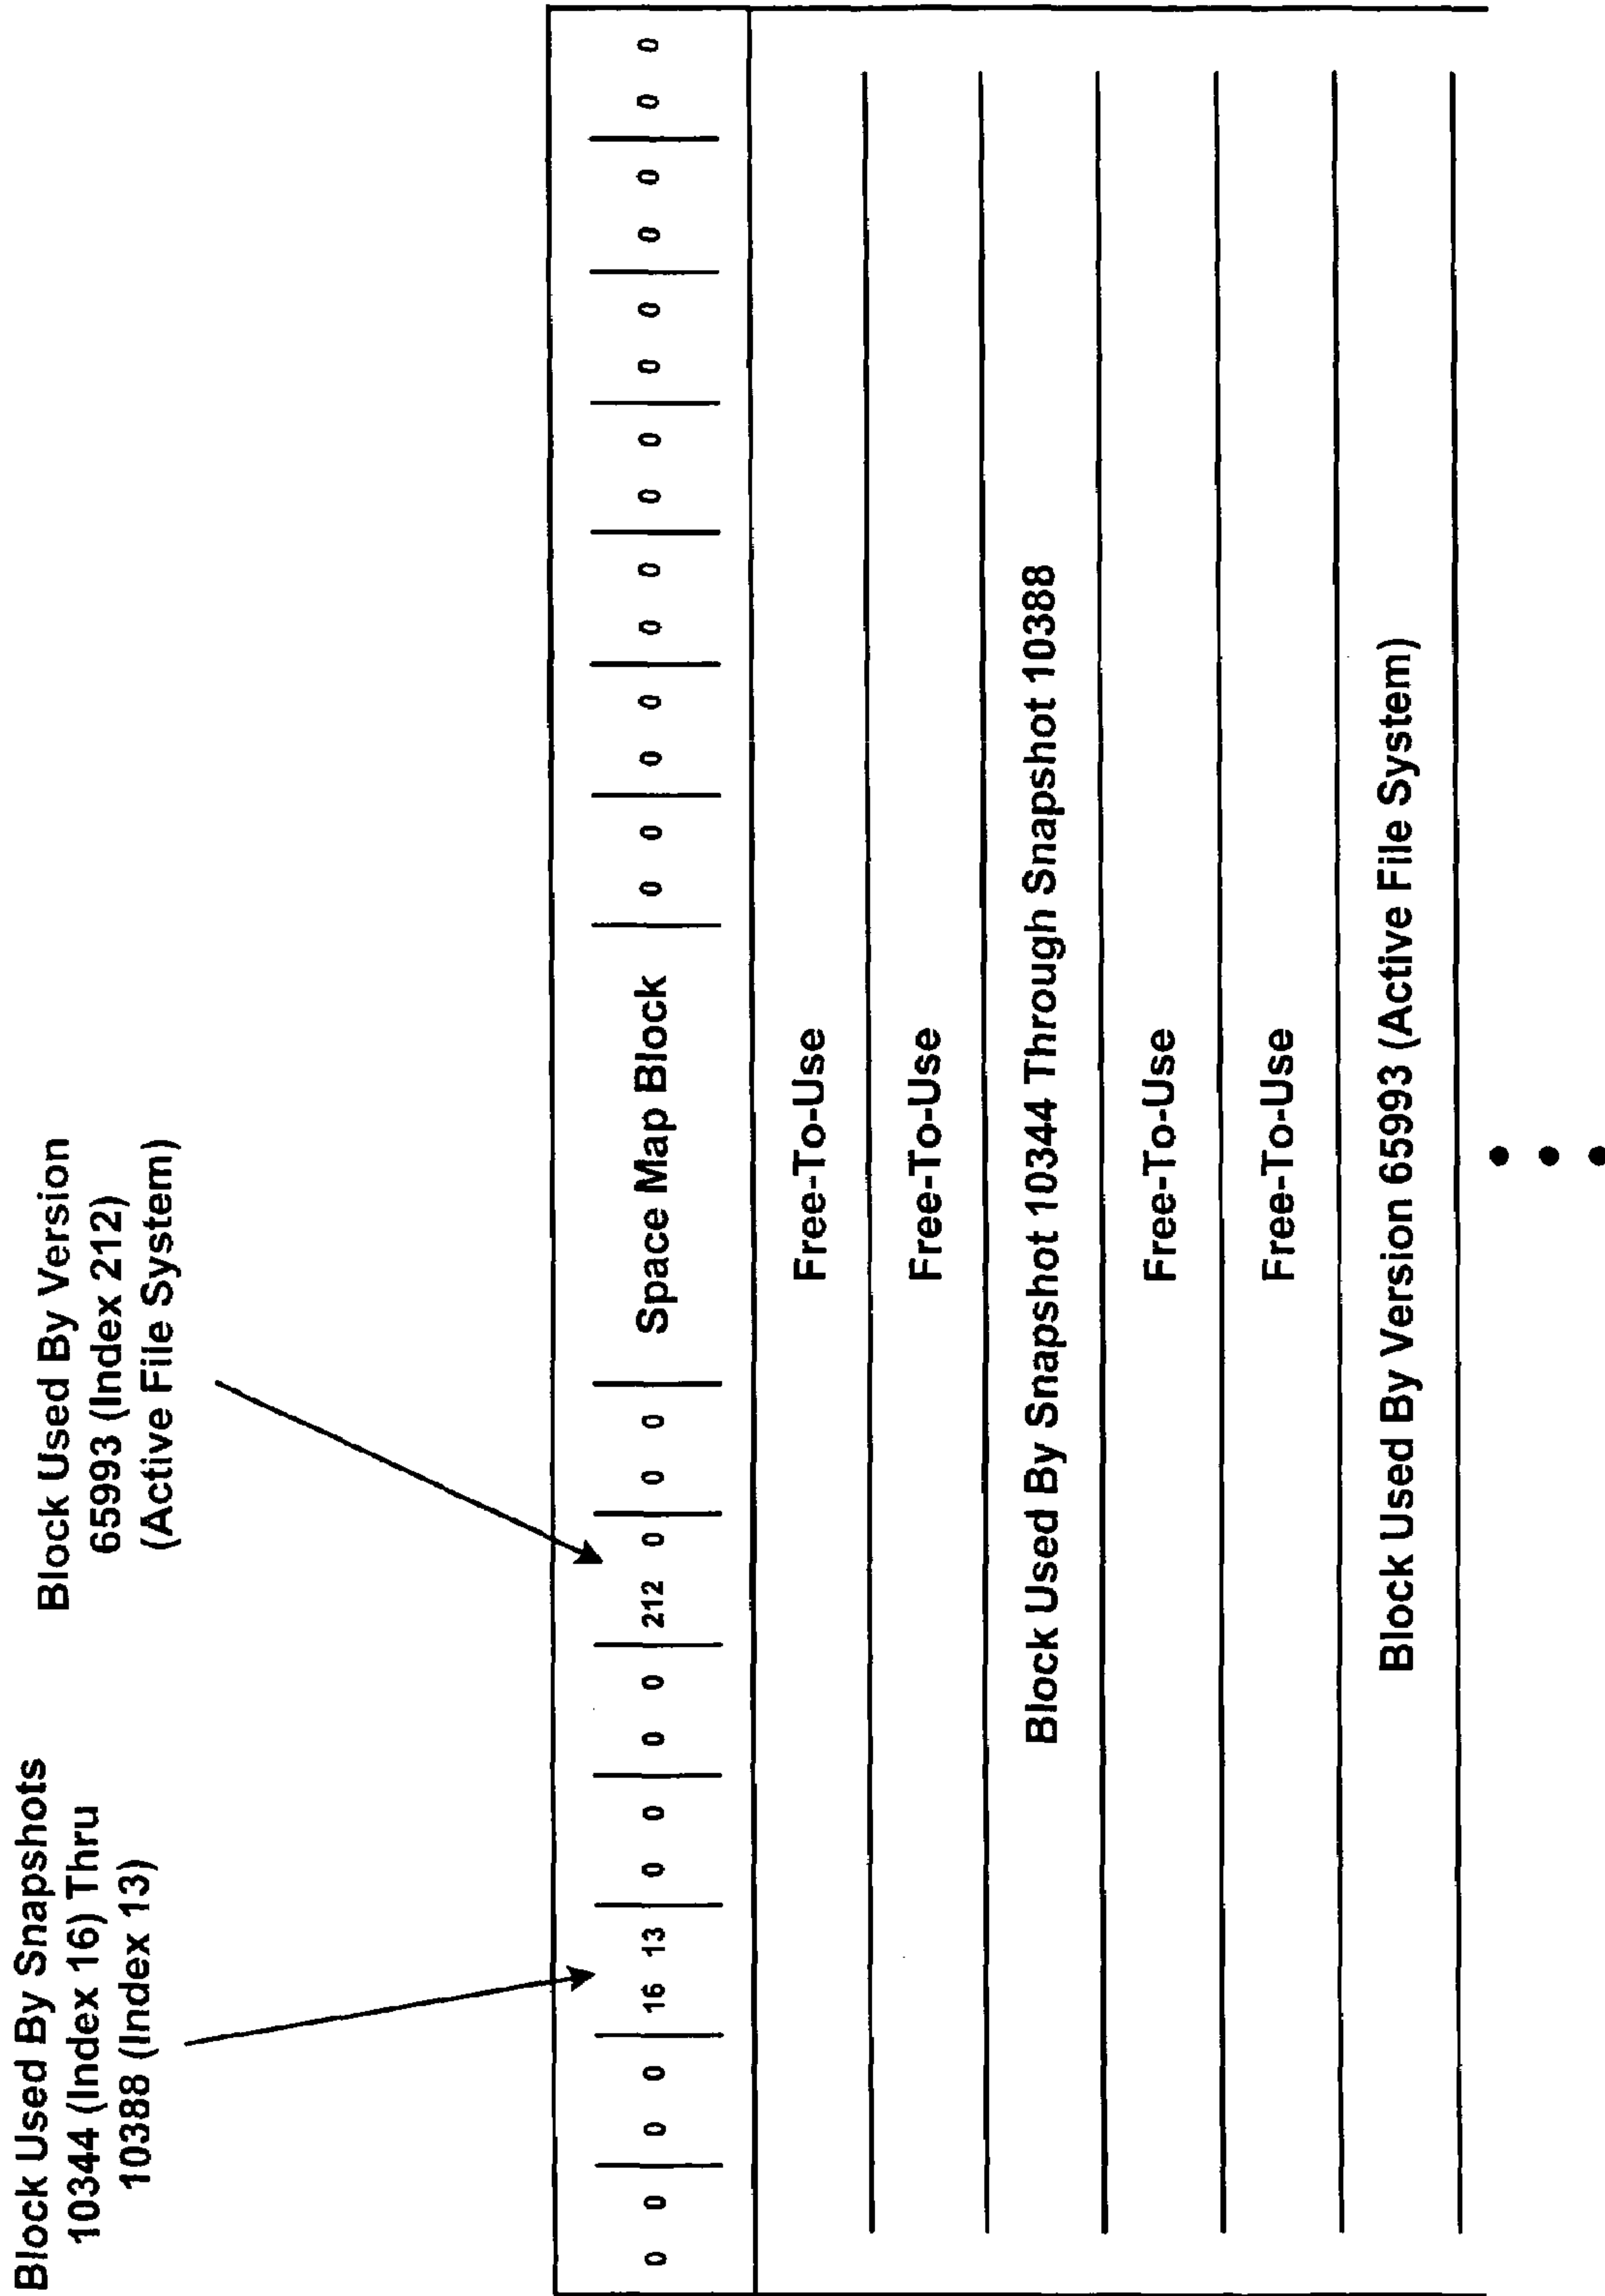 Block Used By Snapshots
10344 (Index 16) Thru
10388 (Index 13)
Block Used By Version
65993 (Index 212)
(Active File System)
0 0 0 0 16 13 0 0 0 0 212 0 0 0 Space Map Block 0 0 0 0 0 0 0 0 0 0 0 0 0 0
Free-To-Use
Free-To-Use
Block Used By Snapshot 10344 Through Snapshot 10388
Free-To-Use
Free-To-Use
Block Used By Version 65993 (Active File System)